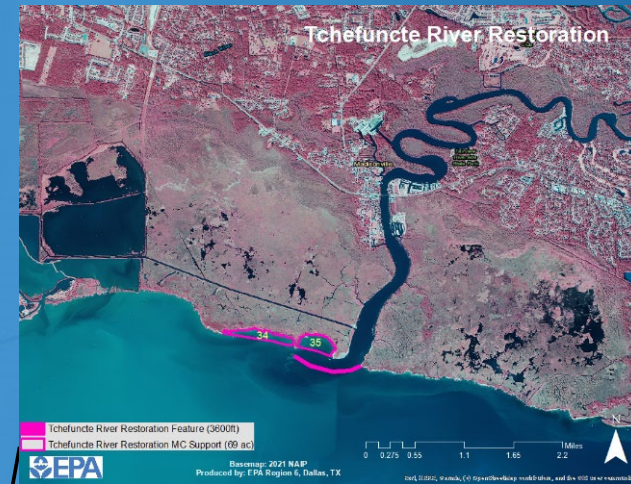 Tchefuncte River Restoration
Madisonville
34
35
Tchefuncte River Restoration Feature (3600ft)
Tchefuncte River Restoration MC Support (69 ac)
EPA
Basemap: 2021 NAIP
Produced by: EPA Region 6, Dallas, TX
N
Miles
0 0.275 0.55 1.1 1.65 2.2